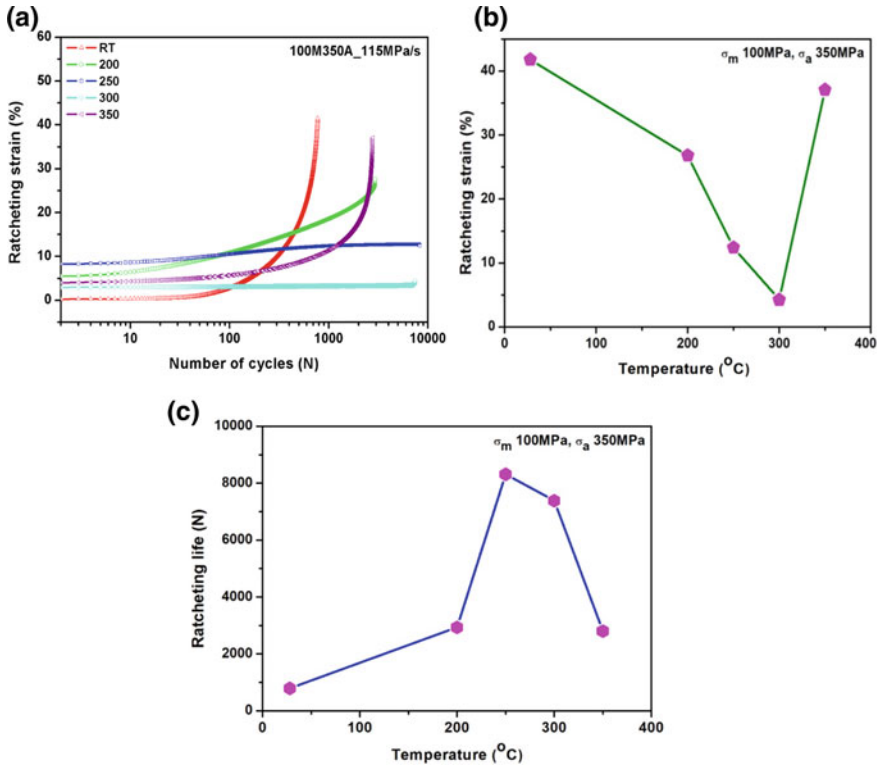 (a)
100M350A_115MPa/s
RT
200
250
300
350
60
50
40
30
20
10
0
10
100
1000
10000
Ratcheting strain (%)
Number of cycles (N)
(b)
σm 100MPa, σa 350MPa
50
40
30
20
10
0
0
100
200
300
400
Ratcheting strain (%)
Temperature (OC)
(c)
σm 100MPa, σa 350MPa
10000
8000
6000
4000
2000
0
0
100
200
300
400
Ratcheting life (N)
Temperature (OC)